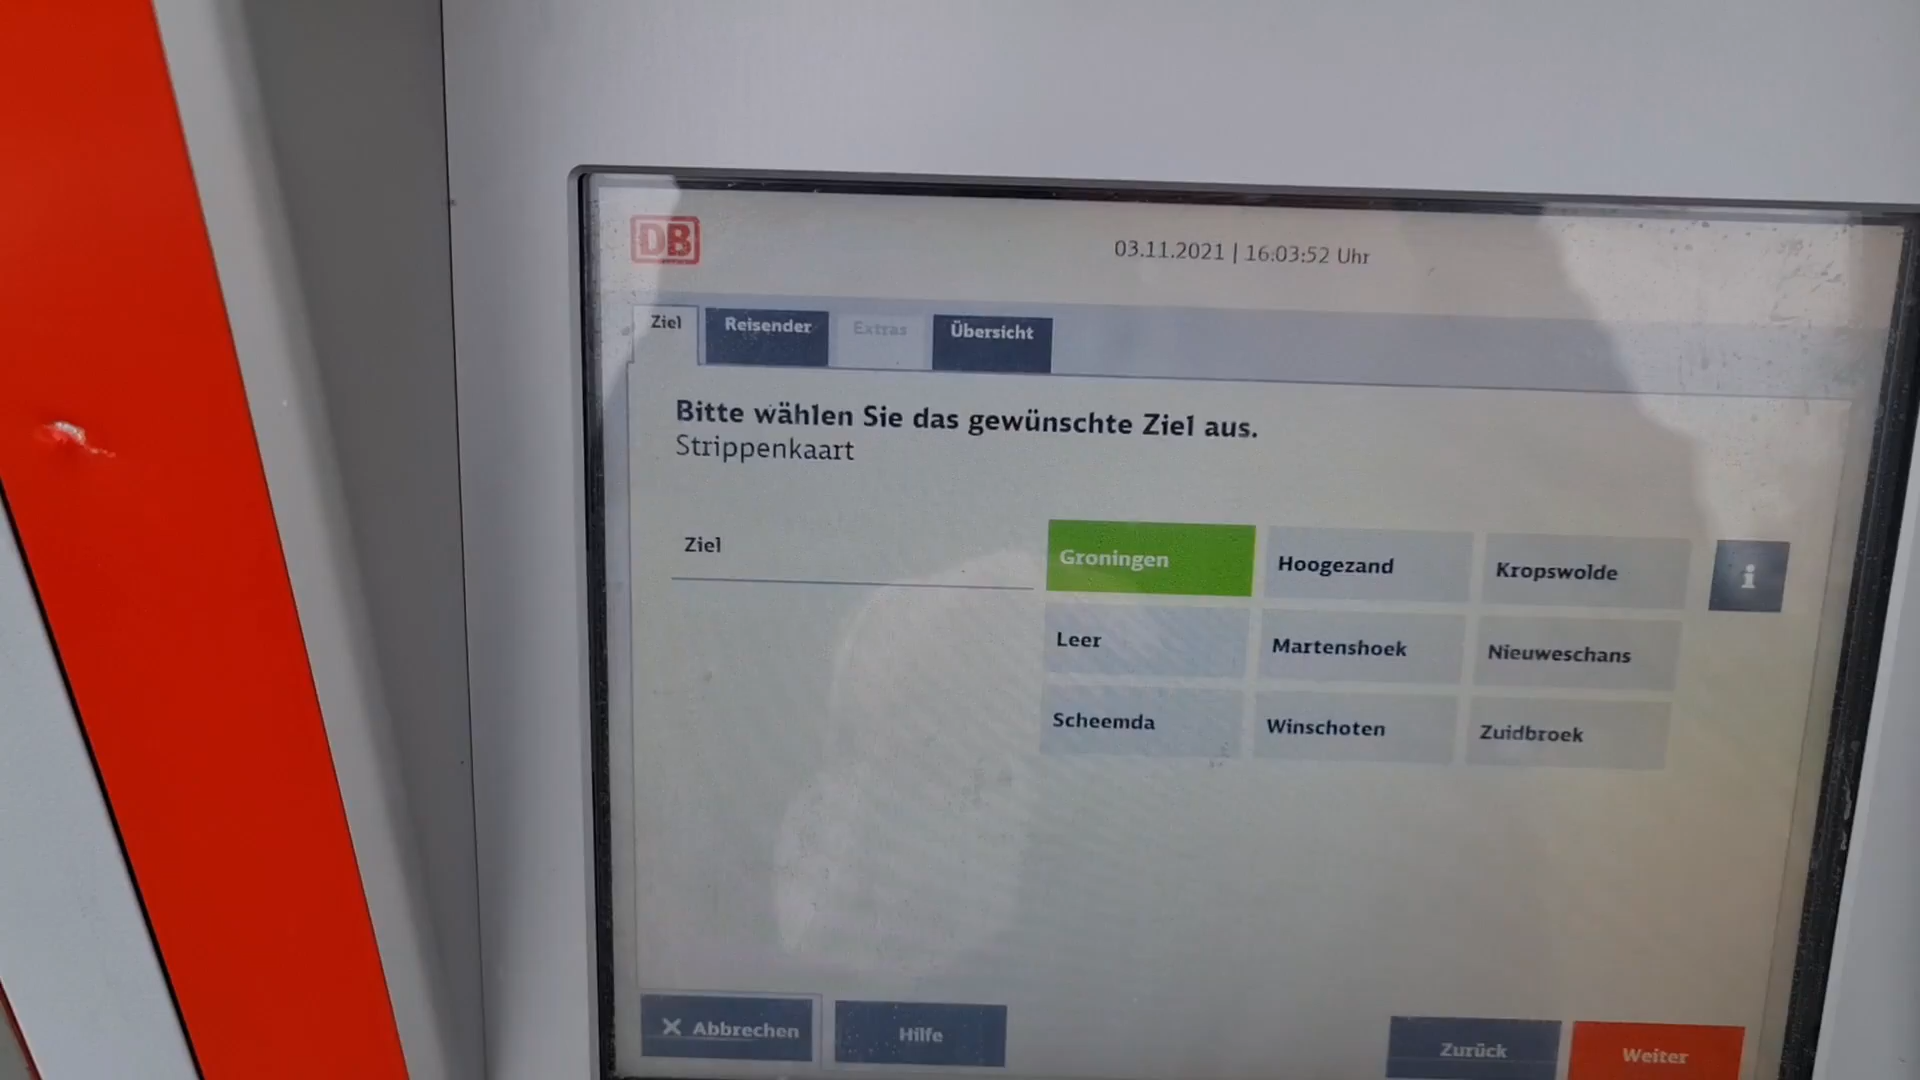 DB
03.11.2021 | 16:03:52 Uhr
Ziel Reisender Extras Übersicht
Bitte wählen Sie das gewünschte Ziel aus.
Strippenkaart
Ziel
Groningen Hoogezand Kropswolde i
Leer Martenshoek Nieuweschans
Scheemda Winschoten Zuidbroek
X Abbrechen Hilfe Zurück Weiter